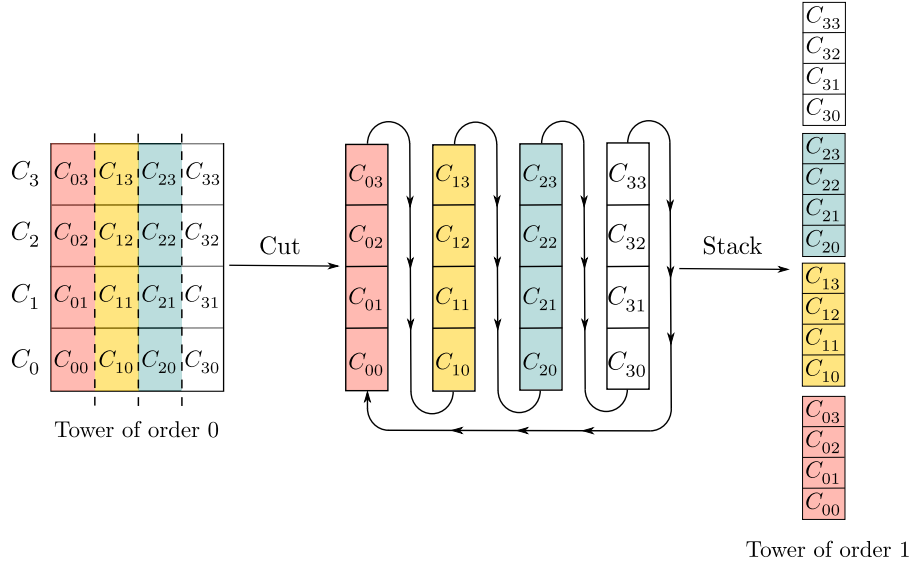 C_3 C_03 C_13 C_23 C_33
C_2 C_02 C_12 C_22 C_32
C_1 C_01 C_11 C_21 C_31
C_0 C_00 C_10 C_20 C_30
Tower of order 0
Cut
C_03 C_13 C_23 C_33
C_02 C_12 C_22 C_32
C_01 C_11 C_21 C_31
C_00 C_10 C_20 C_30
Stack
C_33
C_32
C_31
C_30
C_23
C_22
C_21
C_20
C_13
C_12
C_11
C_10
C_03
C_02
C_01
C_00
Tower of order 1